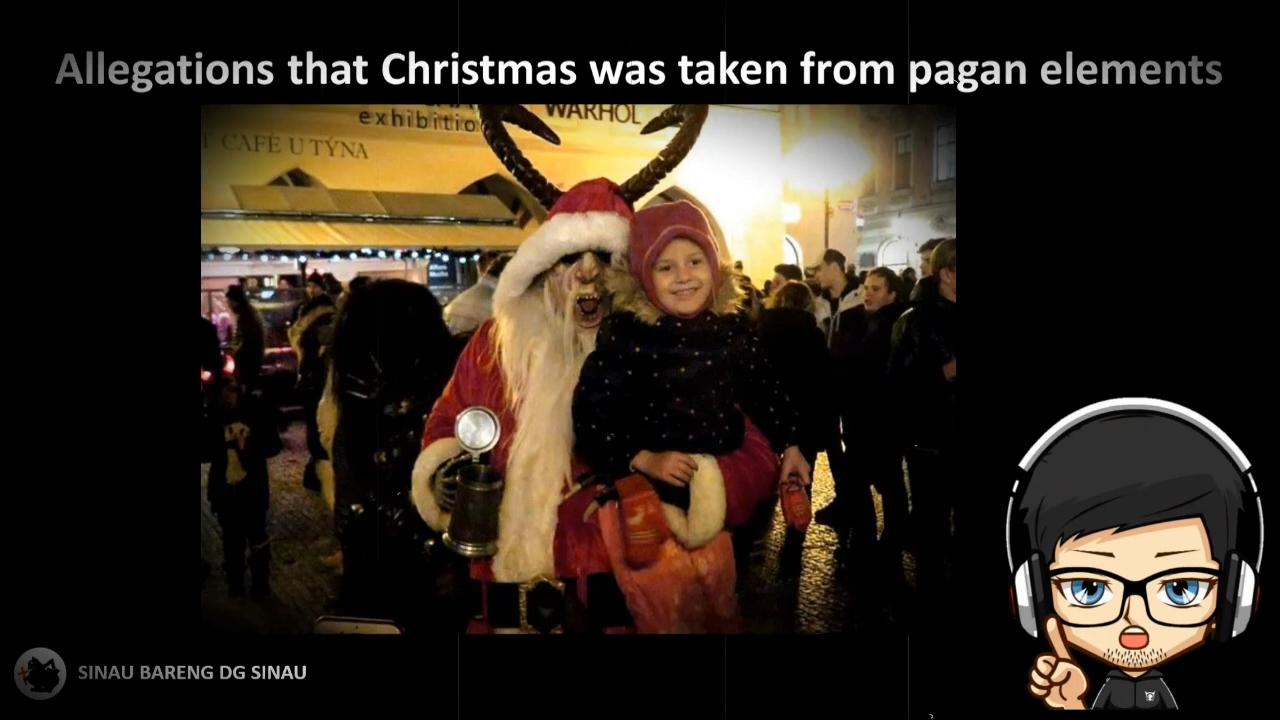 Allegations that Christmas was taken from pagan elements
WARHOL
exhibitio
CAFÉ U TÝNA
SINAU BARENG DG SINAU